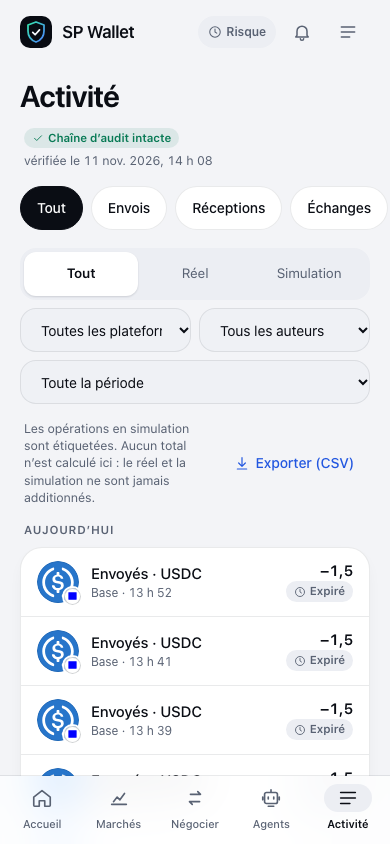 SP Wallet
Risque
Activité
Chaîne d’audit intacte
vérifiée le 11 nov. 2026, 14 h 08
Tout
Envois
Réceptions
Échanges
Tout
Réel
Simulation
Toutes les platefor
Tous les auteurs
Toute la période
Les opérations en simulation
sont étiquetées. Aucun total
n’est calculé ici : le réel et la
simulation ne sont jamais
additionnés.
Exporter (CSV)
AUJOURD’HUI
Envoyés · USDC
−1,5
Base · 13 h 52
Expiré
Envoyés · USDC
−1,5
Base · 13 h 41
Expiré
Envoyés · USDC
−1,5
Base · 13 h 39
Expiré
Accueil
Marchés
Négocier
Agents
Activité